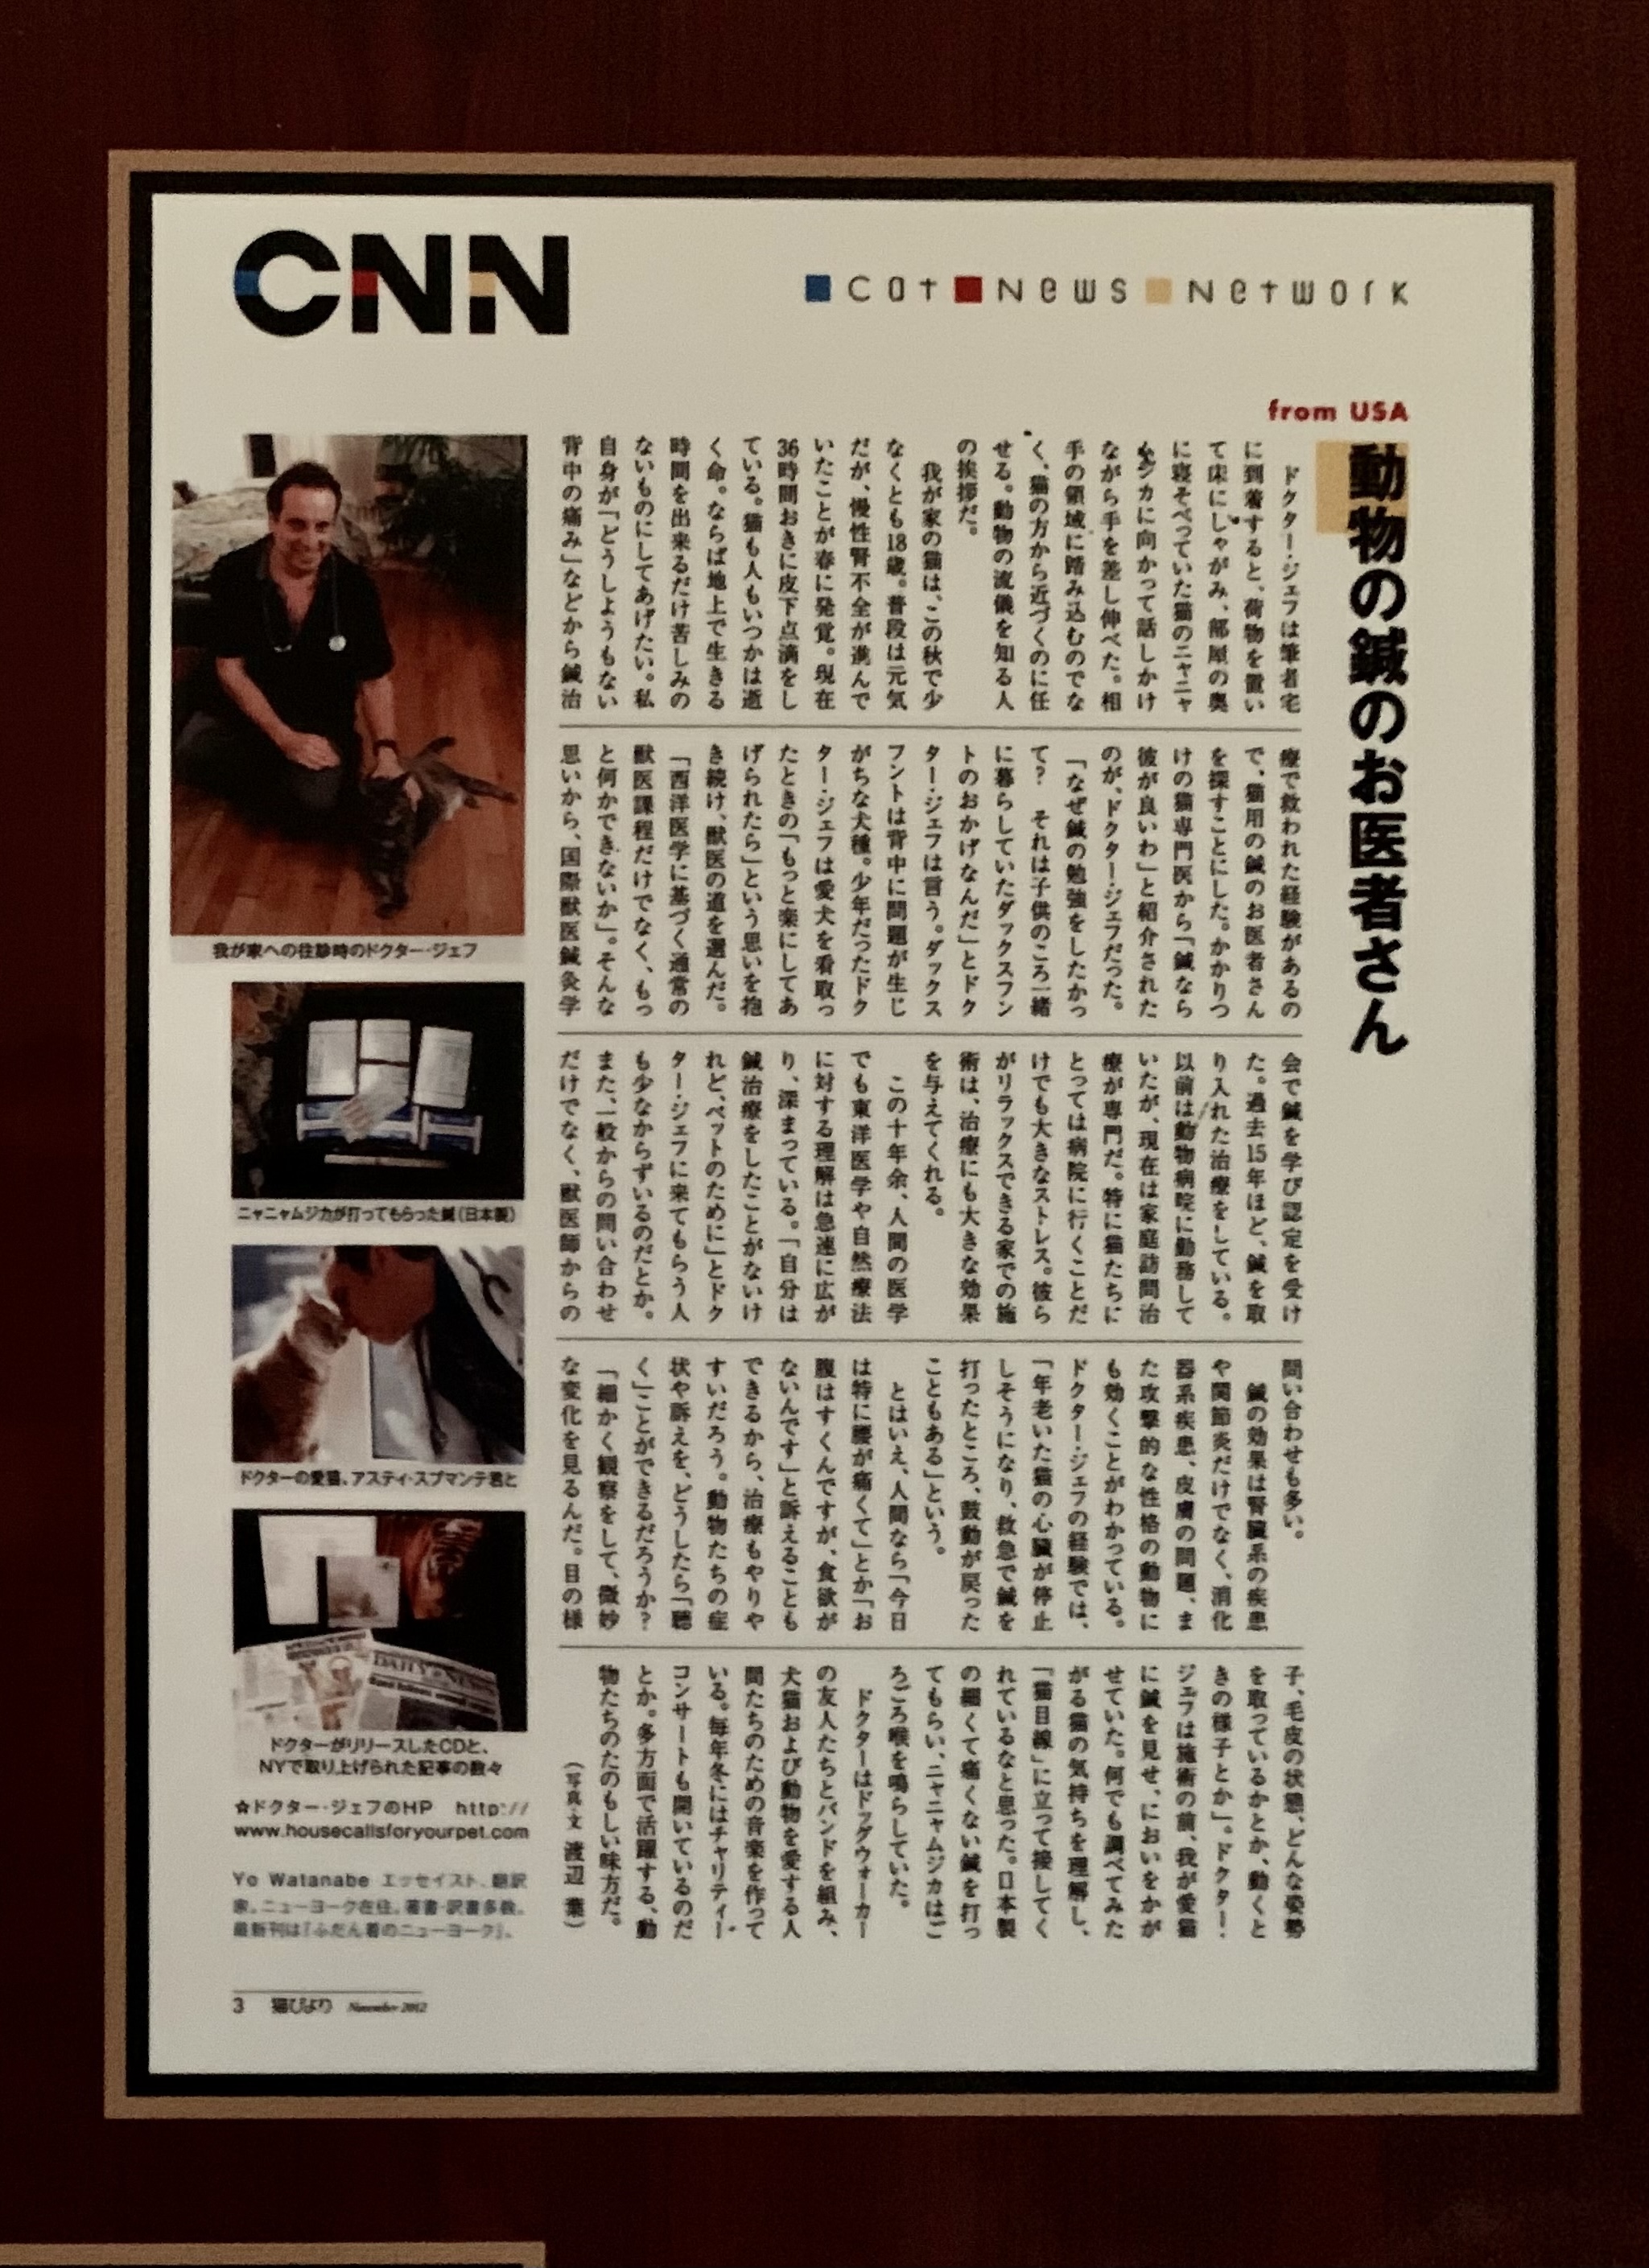 CNN
Cat News Network
from USA
動物の鍼のお医者さん
ドクター・ジェフは筆者宅
に到着すると、荷物を置い
て床にしゃがみ、部屋の奥
に寝そべっていた猫のニャニャ
ムジカに向かって話しかけ
ながら手を差し伸べた。相
手の領域に踏み込むのでな
く、猫の方から近づくのに任
せる。動物の流儀を知る人
の挨拶だ。
我が家の猫は、この秋で少
なくとも18歳。普段は元気
だが、慢性腎不全が進んで
いたことが春に発覚。現在
36時間おきに皮下点滴をし
ている。猫も人もいつかは逝
く命。ならば地上で生きる
時間を出来るだけ苦しみの
ないものにしてあげたい。私
自身が「どうしようもない
背中の痛み」などから鍼治
療で救われた経験があるの
で、猫用の鍼のお医者さん
を探すことにした。かかりつ
けの猫専門医から「鍼なら
彼が良いわ」と紹介された
のが、ドクター・ジェフだった。
「なぜ鍼の勉強をしたかっ
て? それは子供のころ一緒
に暮らしていたダックスフン
トのおかげなんだ」とドク
ター・ジェフは言う。ダックス
フントは背中に問題が生じ
がちな犬種。少年だったドク
ター・ジェフは愛犬を看取っ
たときの「もっと楽にしてあ
げられたら」という思いを抱
き続け、獣医の道を選んだ。
「西洋医学に基づく通常の
獣医課程だけでなく、もっ
と何かできないか」。そんな
思いから、国際獣医鍼灸学
会で鍼を学び認定を受け
た。過去15年ほど、鍼を取
り入れた治療をしている。
以前は動物病院に勤務して
いたが、現在は家庭訪問治
療が専門だ。特に猫たちに
とっては病院に行くことだ
けでも大きなストレス。彼ら
がリラックスできる家での施
術は、治療にも大きな効果
を与えてくれる。
この十年余、人間の医学
でも東洋医学や自然療法
に対する理解は急速に広が
り、深まっている。「自分は
鍼治療をしたことがないけ
れど、ペットのために」とドク
ター・ジェフに来てもらう人
も少なからずいるのだとか。
また、一般からの問い合わせ
だけでなく、獣医師からの
問い合わせも多い。
鍼の効果は腎臓系の疾患
や関節炎だけでなく、消化
器系疾患、皮膚の問題、ま
た攻撃的な性格の動物に
も効くことがわかっている。
ドクター・ジェフの経験では、
「年老いた猫の心臓が停止
しそうになり、救急で鍼を
打ったところ、鼓動が戻った
こともある」という。
とはいえ、人間なら「今日
は特に腰が痛くて」とか「お
腹はすくんですが、食欲が
ないんです」と訴えることも
できるから、治療もやりや
すいだろう。動物たちの症
状や訴えを、どうしたら「聴
く」ことができるだろうか?
「細かく観察をして、微妙
な変化を見るんだ。目の様
子、毛皮の状態、どんな姿勢
を取っているかとか、動くと
きの様子とか」。ドクター・
ジェフは施術の前、我が愛猫
に鍼を見せ、においをかが
せていた。何でも調べてみた
がる猫の気持ちを理解し、
「猫目線」に立って接してく
れているなと思った。日本製
の細くて痛くない鍼を打っ
てもらい、ニャニャムジカはご
ろごろ喉を鳴らしていた。
ドクターはドッグウォーカー
の友人たちとバンドを組み、
犬猫および動物を愛する人
間たちのための音楽を作って
いる。毎年冬にはチャリティー
コンサートも開いているのだ
とか。多方面で活躍する、動
物たちのたのもしい味方だ。
(写真・文 渡辺 葉)
我が家への往診時のドクター・ジェフ
ニャニャムジカが打ってもらった鍼(日本製)
ドクターの愛猫、アスティ・スプマンテ君と
DAILY NEWS
ドクターがリリースしたCDと、
NYで取り上げられた記事の数々
☆ドクター・ジェフのHP http://
www.housecallsforyourpet.com
Yo Watanabe エッセイスト、翻訳
家。ニューヨーク在住。著書・訳書多数。
最新刊は『ふだん着のニューヨーク』。
3 猫びより November 2012